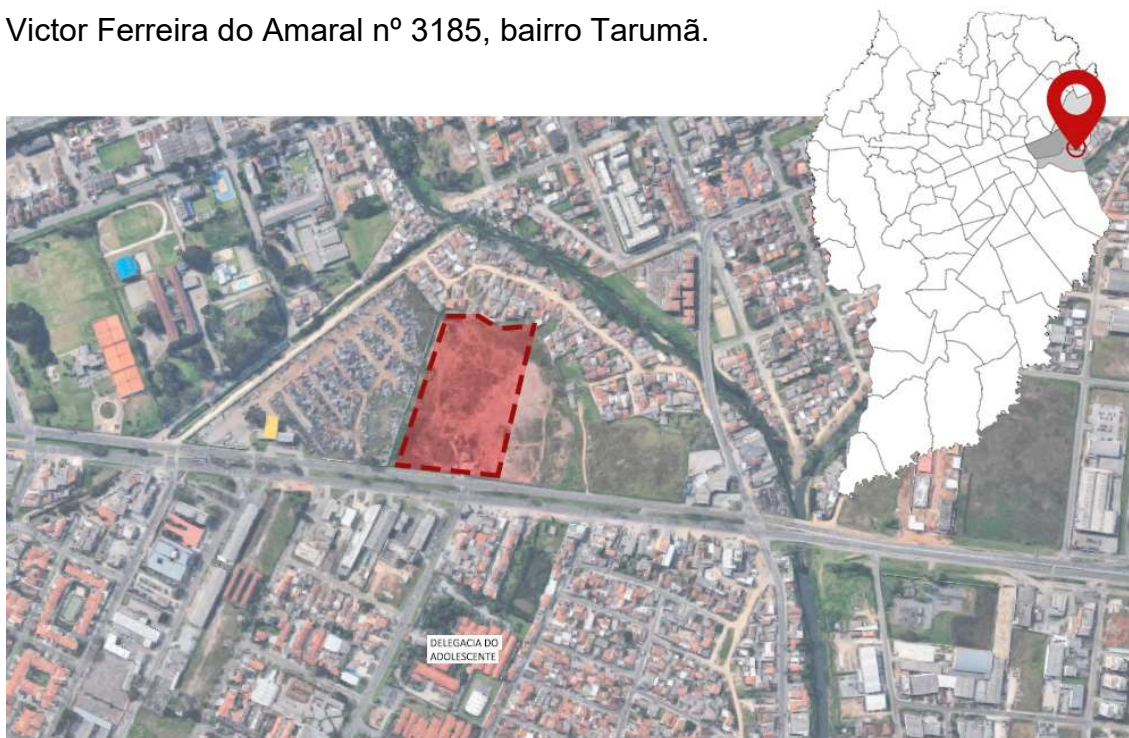 Victor Ferreira do Amaral nº 3185, bairro Tarumã.
DELEGACIA DO
ADOLESCENTE